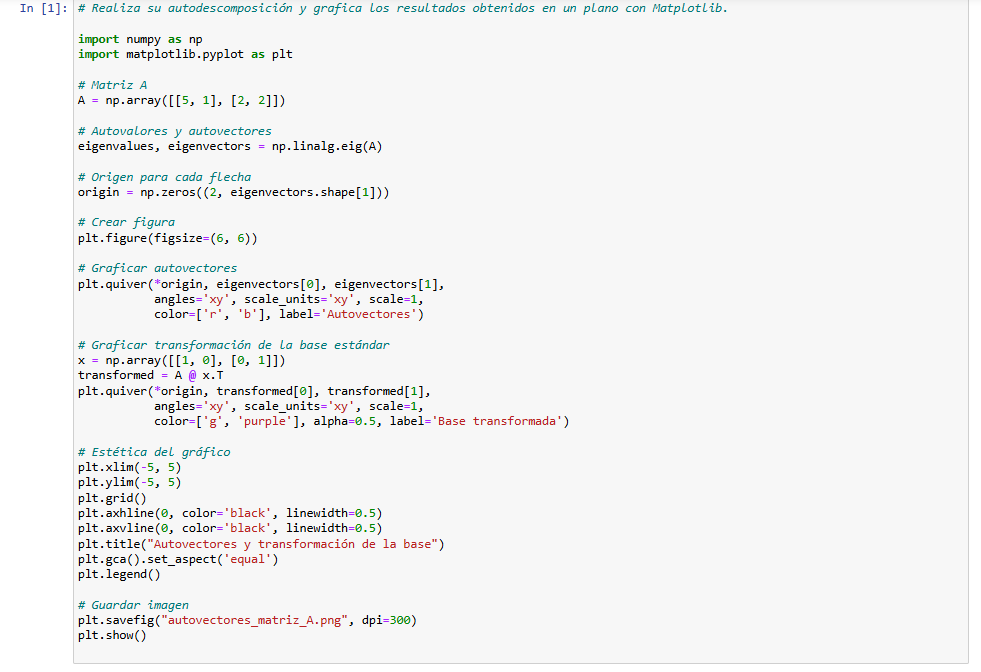 In [1]: # Realiza su autodescomposición y grafica los resultados obtenidos en un plano con Matplotlib.
import numpy as np
import matplotlib.pyplot as plt
# Matriz A
A = np.array([[5, 1], [2, 2]])
# Autovalores y autovectores
eigenvalues, eigenvectors = np.linalg.eig(A)
# Origen para cada flecha
origin = np.zeros((2, eigenvectors.shape[1]))
# Crear figura
plt.figure(figsize=(6, 6))
# Graficar autovectores
plt.quiver(*origin, eigenvectors[0], eigenvectors[1],
angles='xy', scale_units='xy', scale=1,
color=['r', 'b'], label='Autovectores')
# Graficar transformación de la base estándar
x = np.array([[1, 0], [0, 1]])
transformed = A @ x.T
plt.quiver(*origin, transformed[0], transformed[1],
angles='xy', scale_units='xy', scale=1,
color=['g', 'purple'], alpha=0.5, label='Base transformada')
# Estética del gráfico
plt.xlim(-5, 5)
plt.ylim(-5, 5)
plt.grid()
plt.axhline(0, color='black', linewidth=0.5)
plt.axvline(0, color='black', linewidth=0.5)
plt.title("Autovectores y transformación de la base")
plt.gca().set_aspect('equal')
plt.legend()
# Guardar imagen
plt.savefig("autovectores_matriz_A.png", dpi=300)
plt.show()